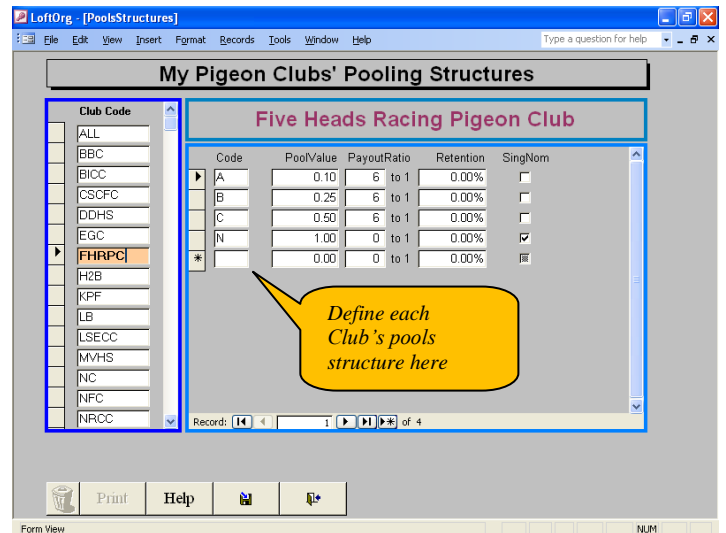 LoftOrg - [PoolsStructures]
File Edit View Insert Format Records Tools Window Help Type a question for help
My Pigeon Clubs' Pooling Structures
Club Code
ALL
BBC
BICC
CSCFC
DDHS
EGC
FHRPC
H2B
KPF
LB
LSECC
MVHS
NC
NFC
NRCC
Five Heads Racing Pigeon Club
Code PoolValue PayoutRatio Retention SingNom
A 0.10 6 to 1 0.00%
B 0.25 6 to 1 0.00%
C 0.50 6 to 1 0.00%
N 1.00 0 to 1 0.00%
0.00 0 to 1 0.00%
Define each
Club's pools
structure here
Record: 1 of 4
Print Help
Form View NUM